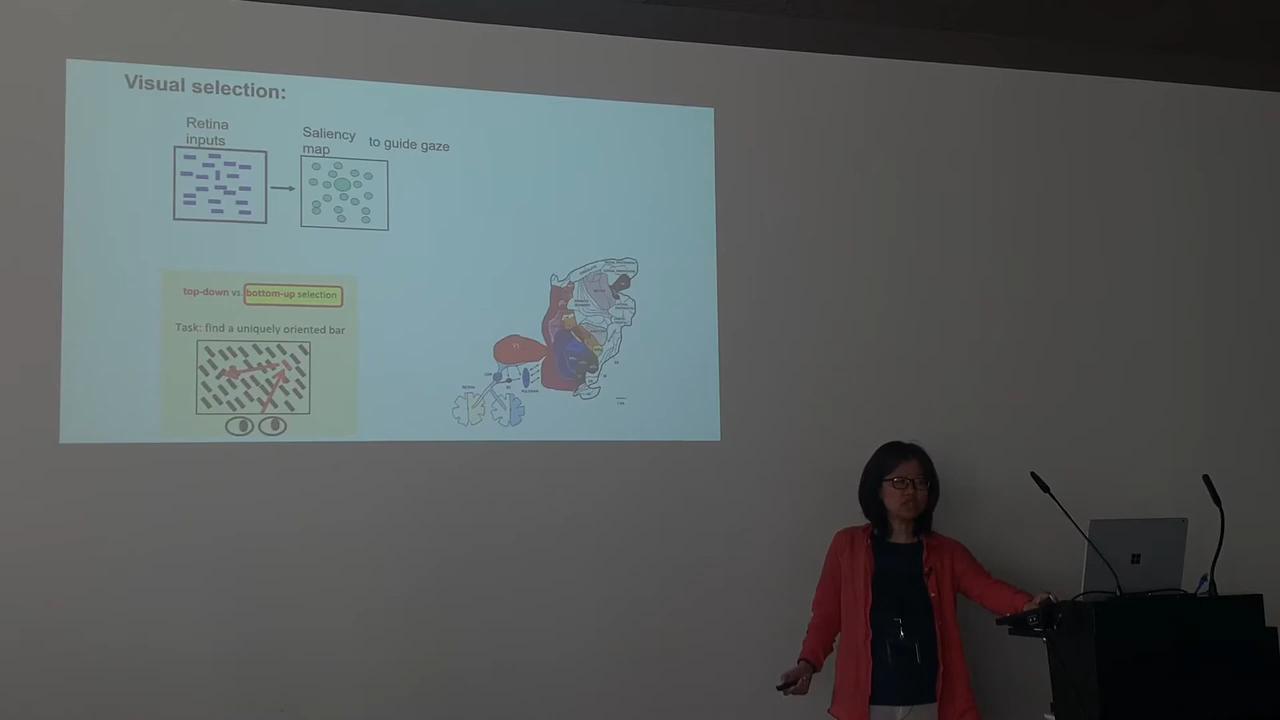 Visual selection:
Retina
inputs
Saliency
map
to guide gaze
top-down vs. bottom-up selection
Task: find a uniquely oriented bar
V1